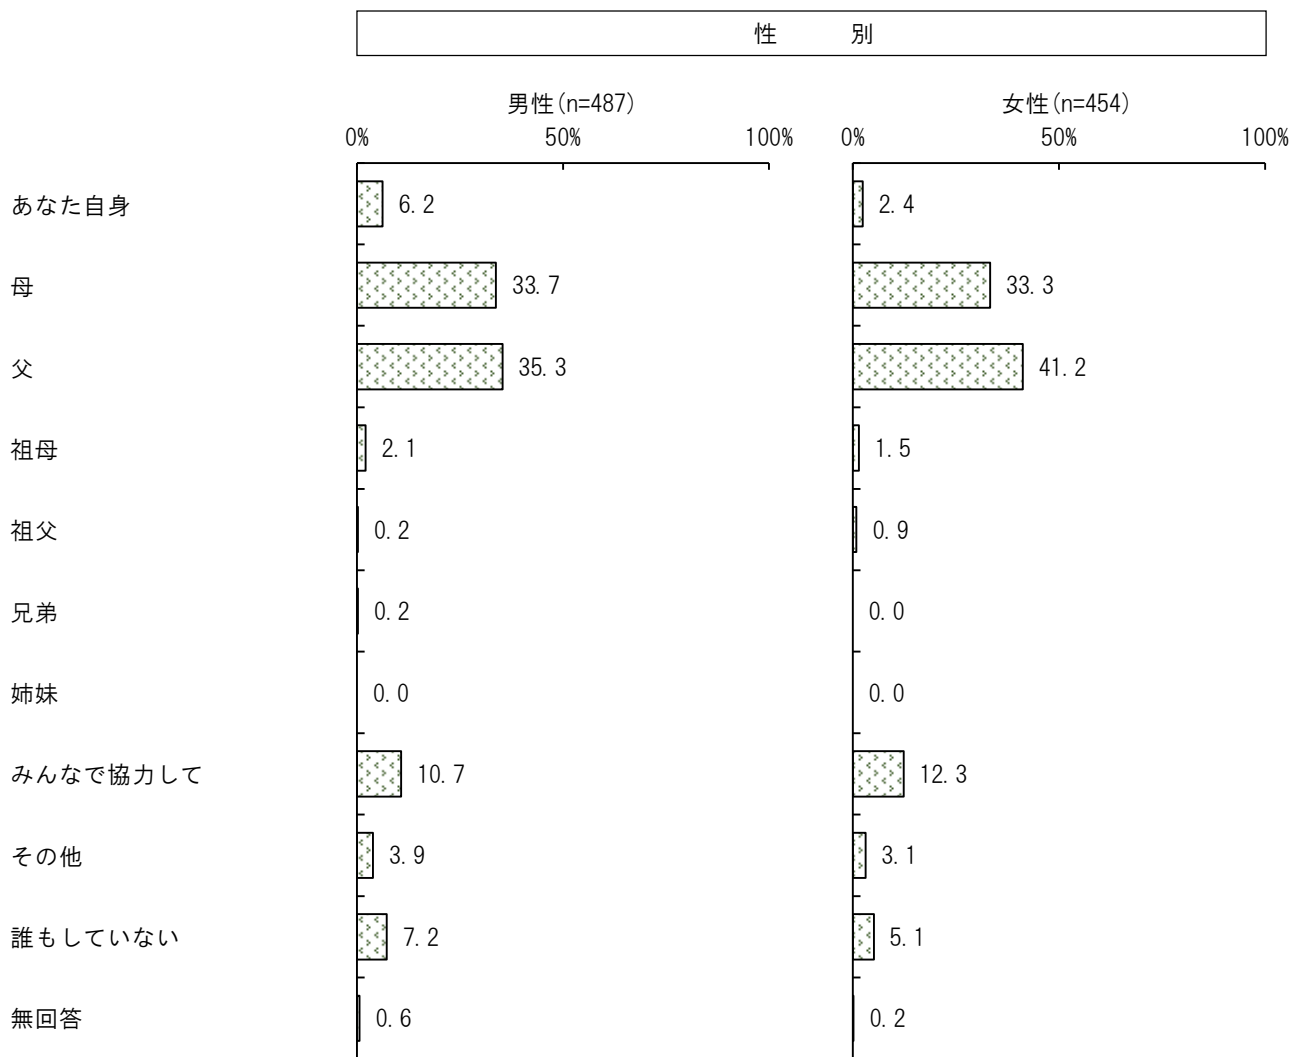 性　別
男性(n=487)　女性(n=454)
0%　50%　100%　0%　50%　100%
あなた自身　6.2　2.4
母　33.7　33.3
父　35.3　41.2
祖母　2.1　1.5
祖父　0.2　0.9
兄弟　0.2　0.0
姉妹　0.0　0.0
みんなで協力して　10.7　12.3
その他　3.9　3.1
誰もしていない　7.2　5.1
無回答　0.6　0.2